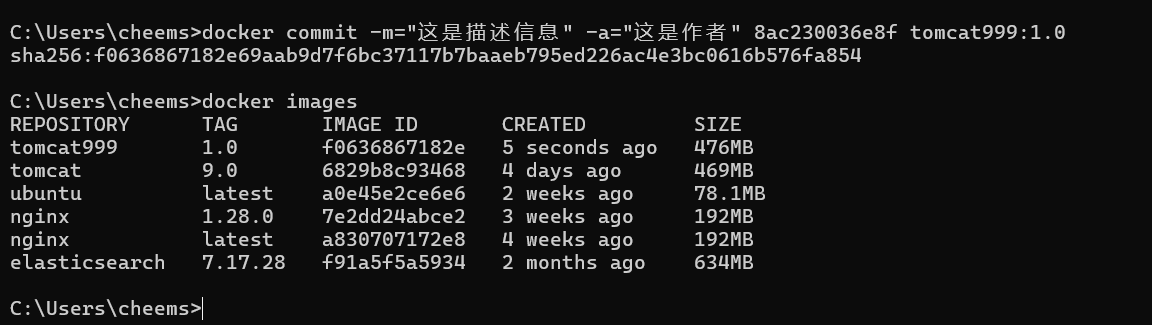 C:\Users\cheems>docker commit -m="这是描述信息" -a="这是作者" 8ac230036e8f tomcat999:1.0
sha256:f0636867182e69aab9d7f6bc37117b7baaeb795ed226ac4e3bc0616b576fa854
C:\Users\cheems>docker images
REPOSITORY      TAG       IMAGE ID       CREATED         SIZE
tomcat999       1.0       f0636867182e   5 seconds ago   476MB
tomcat          9.0       6829b8c93468   4 days ago      469MB
ubuntu          latest    a0e45e2ce6e6   2 weeks ago     78.1MB
nginx           1.28.0    7e2dd24abce2   3 weeks ago     192MB
nginx           latest    a830707172e8   4 weeks ago     192MB
elasticsearch   7.17.28   f91a5f5a5934   2 months ago    634MB
C:\Users\cheems>